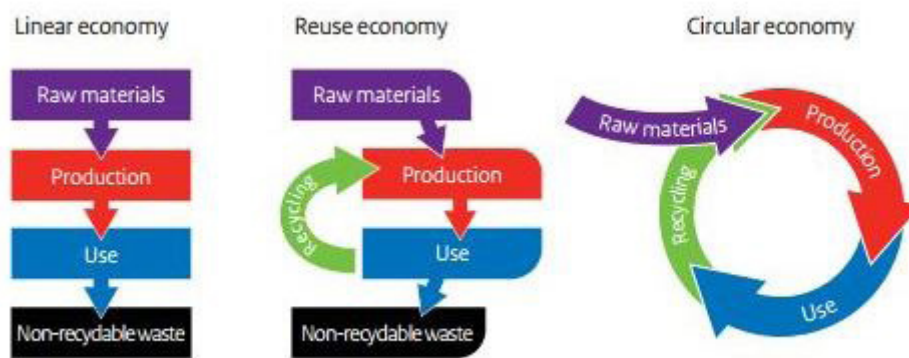 Linear economy
Raw materials
Production
Use
Non-recydable waste
Reuse economy
Raw materials
Production
Recycling
Use
Non-recydable waste
Circular economy
Raw materials
Production
Recycling
Use